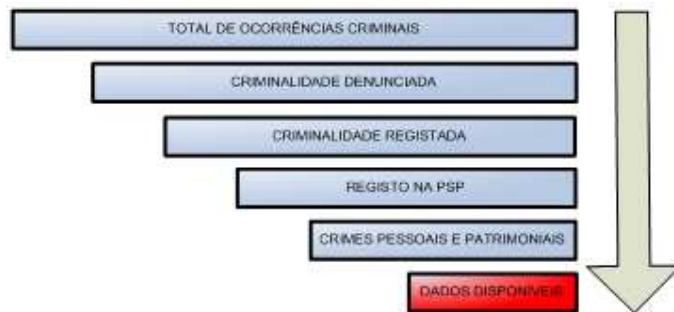 TOTAL DE OCORRÊNCIAS CRIMINAIS
CRIMINALIDADE DENUNCIADA
CRIMINALIDADE REGISTADA
REGISTO NA PSP
CRIMES PESSOAIS E PATRIMONIAIS
DADOS DISPONÍVEIS